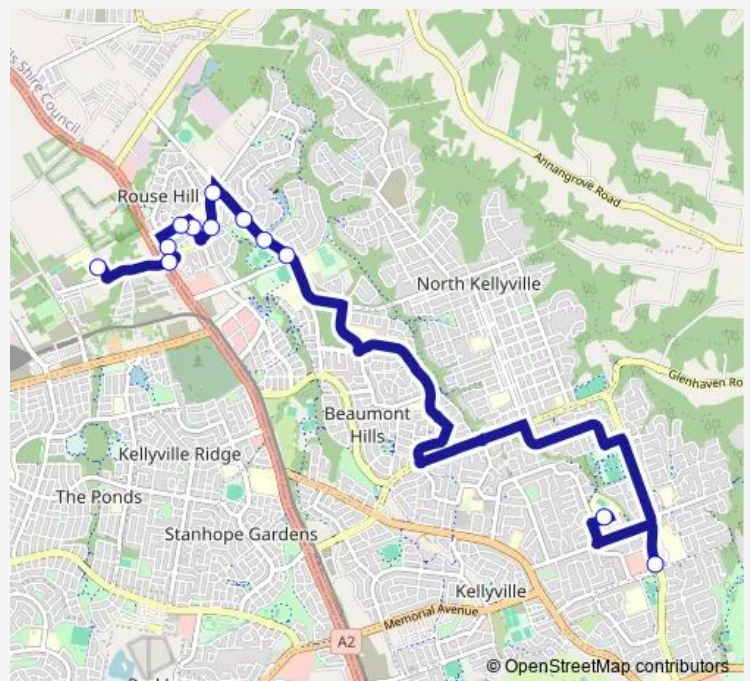 Shire Council
Rouse Hill
Annangrove Road
North Kellyville
Glenhaven Ro
Beaumont
Hills
Kellyville Ridge
The Ponds
Stanhope Gardens
Kellyville
Memorial Avenue
A2
© OpenStreetMap contributors